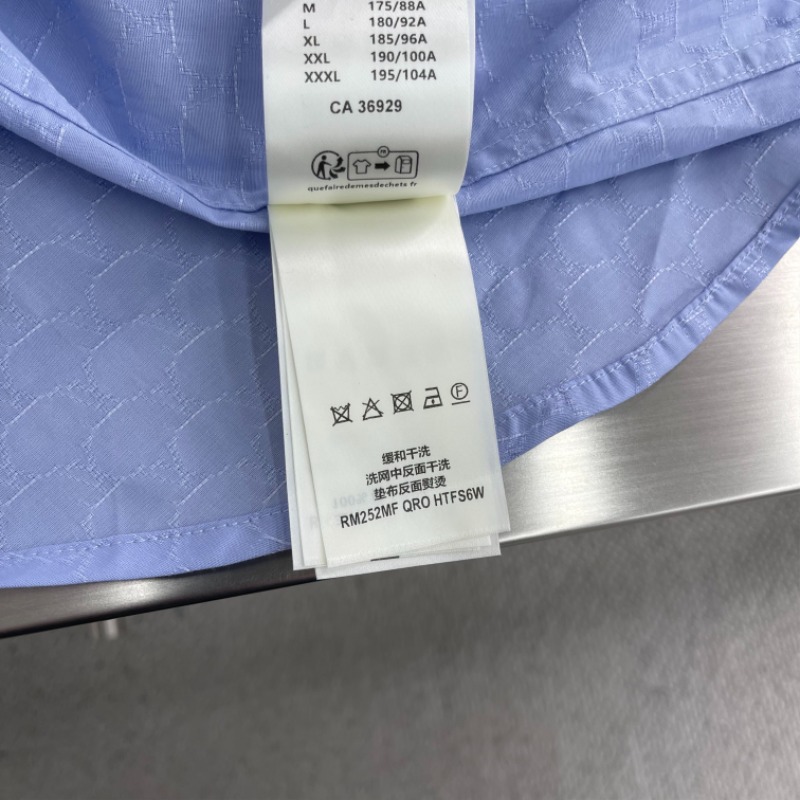 M 175/88A
L 180/92A
XL 185/96A
XXL 190/100A
XXXL 195/104A
CA 36929
FR
quefairedemesdechets.fr
F
缓和干洗
洗网中反面干洗
垫布反面熨烫
RM252MF QRO HTFS6W